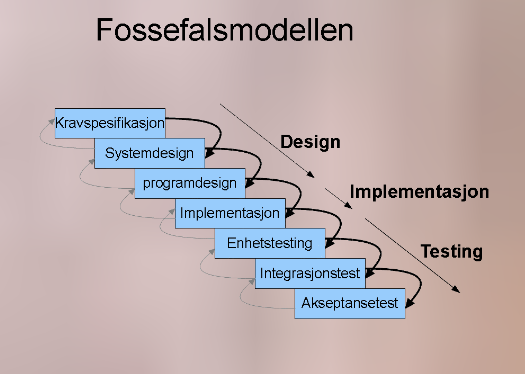 Fossefalsmodellen
Kravspesifikasjon
Systemdesign
Design
programdesign
Implementasjon
Implementasjon
Enhetstesting
Testing
Integrasjonstest
Akseptansetest